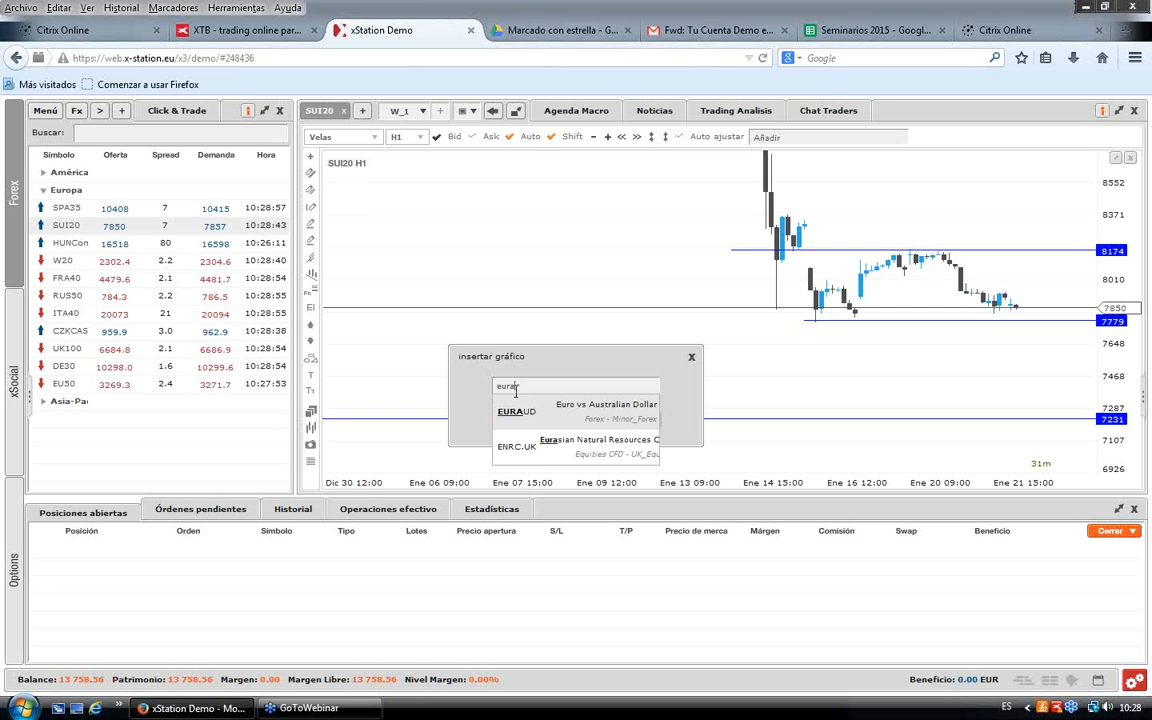 Archivo Editar Ver Historial Marcadores Herramientas Ayuda
Citrix Online × XTB - trading online par... × xStation Demo × Marcado con estrella - G... × Fwd: Tu Cuenta Demo e... × Seminarios 2015 - Googl... × Citrix Online ×
https://web.x-station.eu/x3/demo/#248436 Google
Más visitados Comenzar a usar Firefox
Menú Fx > + Click & Trade SUI20 x + W_1 + Agenda Macro Noticias Trading Analisis Chat Traders
Buscar: Velas H1 Bid Ask Auto Shift - + << >> Auto ajustar Añadir
Símbolo Oferta Spread Demanda Hora
SUI20 H1
América
Europa
SPA35 10408 7 10415 10:28:57
SUI20 7850 7 7857 10:28:43
HUNCon 16518 80 16598 10:26:11
W20 2302.4 2.2 2304.6 10:28:40
FRA40 4479.6 2.1 4481.7 10:28:54
RUS50 784.3 2.2 786.5 10:28:55
ITA40 20073 21 20094 10:28:55
CZKCAS 959.9 3.0 962.9 10:28:38
UK100 6684.8 2.1 6686.9 10:28:54
DE30 10298.0 1.6 10299.6 10:28:54
EU50 3269.3 2.4 3271.7 10:27:53
Asia-Pa
Forex
xSocial
Options
8552
8371
8174
8010
7850
7779
7648
7468
7287
7231
7107
6926
31m
insertar gráfico X
eurar
EURAUD Euro vs Australian Dollar
Forex - Minor_Forex
ENRC.UK Eurasian Natural Resources C
Equities CFD - UK_Equ
Dic 30 12:00 Ene 06 09:00 Ene 07 15:00 Ene 09 12:00 Ene 13 09:00 Ene 14 15:00 Ene 16 12:00 Ene 20 09:00 Ene 21 15:00
Posiciones abiertas Órdenes pendientes Historial Operaciones efectivo Estadísticas
Posición Orden Símbolo Tipo Lotes Precio apertura S/L T/P Precio de merca Márgen Comisión Swap Beneficio Cerrar
Balance: 13 758.56 Patrimonio: 13 758.56 Margen: 0.00 Margen Libre: 13 758.56 Nivel Margen: 0.00% Beneficio: 0.00 EUR
xStation Demo - Mo... GoToWebinar ES 10:28